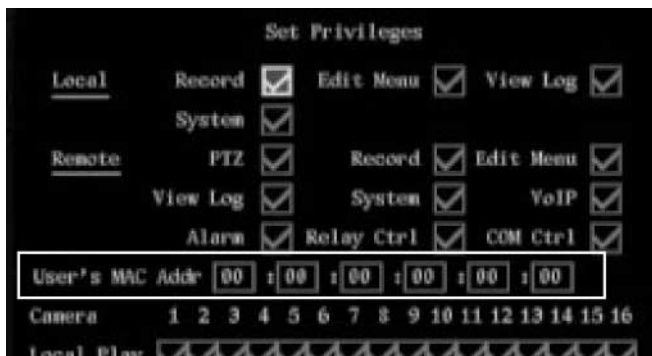 Set Privileges
Local Record Edit Menu View Log
System
Remote PTZ Record Edit Menu
View Log System VoIP
Alarm Relay Ctrl COM Ctrl
User's MAC Addr 00 : 00 : 00 : 00 : 00 : 00
Camera 1 2 3 4 5 6 7 8 9 10 11 12 13 14 15 16
Local Play